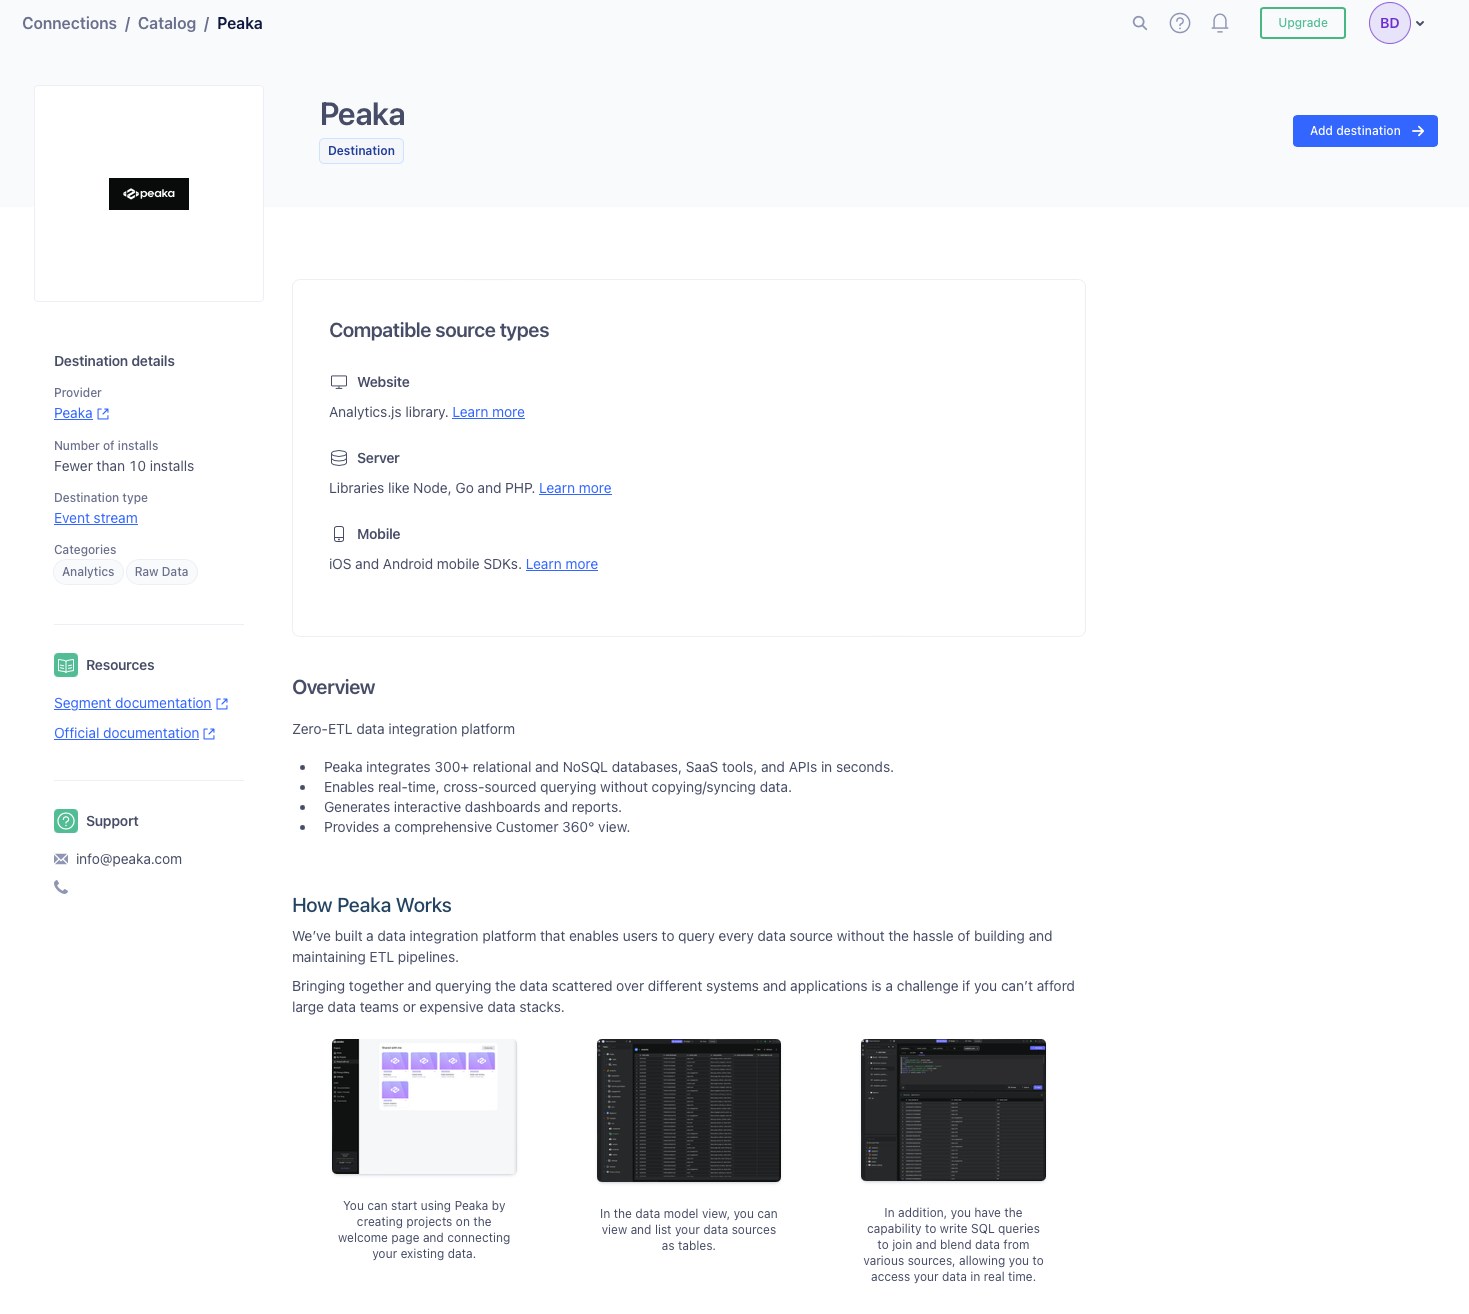 Connections / Catalog / Peaka
Upgrade
BD
peaka
Peaka
Destination
Add destination
Destination details
Provider
Peaka
Number of installs
Fewer than 10 installs
Destination type
Event stream
Categories
Analytics
Raw Data
Resources
Segment documentation
Official documentation
Support
info@peaka.com
Compatible source types
Website
Analytics.js library. Learn more
Server
Libraries like Node, Go and PHP. Learn more
Mobile
iOS and Android mobile SDKs. Learn more
Overview
Zero-ETL data integration platform
• Peaka integrates 300+ relational and NoSQL databases, SaaS tools, and APIs in seconds.
• Enables real-time, cross-sourced querying without copying/syncing data.
• Generates interactive dashboards and reports.
• Provides a comprehensive Customer 360° view.
How Peaka Works
We’ve built a data integration platform that enables users to query every data source without the hassle of building and
maintaining ETL pipelines.
Bringing together and querying the data scattered over different systems and applications is a challenge if you can’t afford
large data teams or expensive data stacks.
You can start using Peaka by
creating projects on the
welcome page and connecting
your existing data.
In the data model view, you can
view and list your data sources
as tables.
In addition, you have the
capability to write SQL queries
to join and blend data from
various sources, allowing you to
access your data in real time.